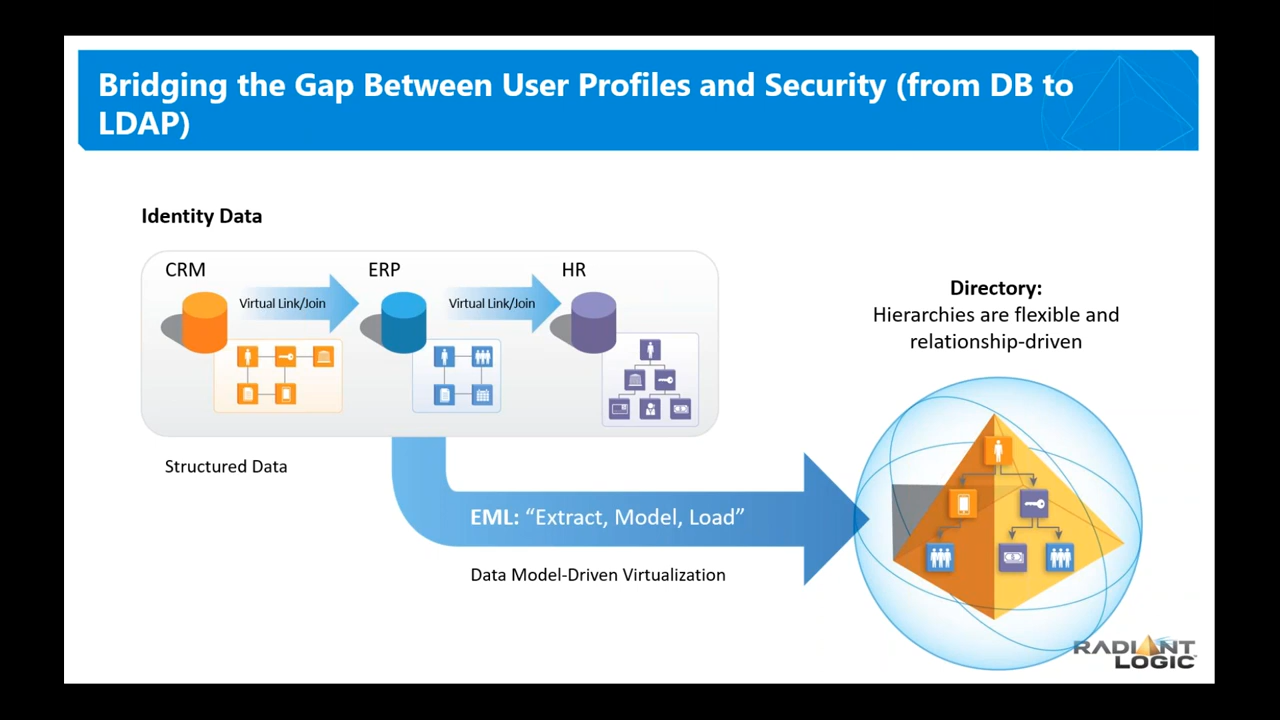 Bridging the Gap Between User Profiles and Security (from DB to
LDAP)
Identity Data
CRM
ERP
HR
Virtual Link/Join
Virtual Link/Join
Structured Data
EML: “Extract, Model, Load”
Data Model-Driven Virtualization
Directory:
Hierarchies are flexible and
relationship-driven
RADIANT
LOGIC